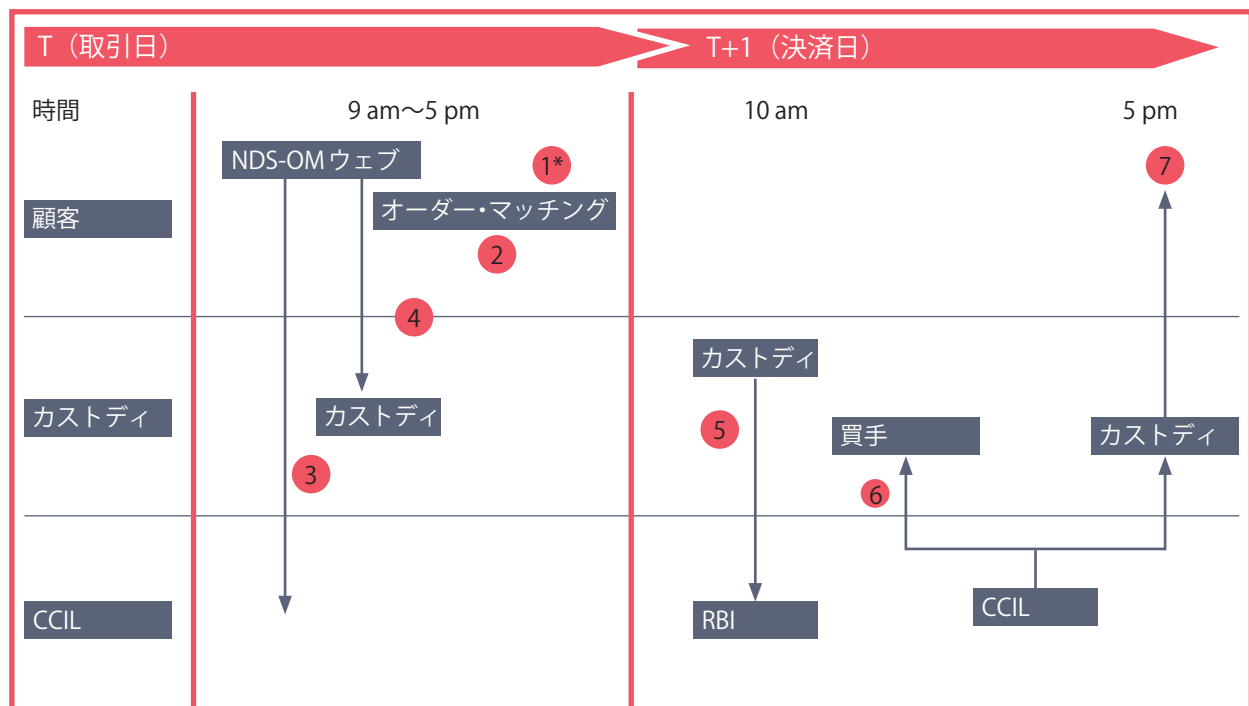 T（取引日）
T+1（決済日）
時間
9 am～5 pm
10 am
5 pm
NDS-OM ウェブ
1*
7
顧客
オーダー・マッチング
2
4
カストディ
カストディ
カストディ
5
買手
カストディ
3
6
CCIL
RBI
CCIL